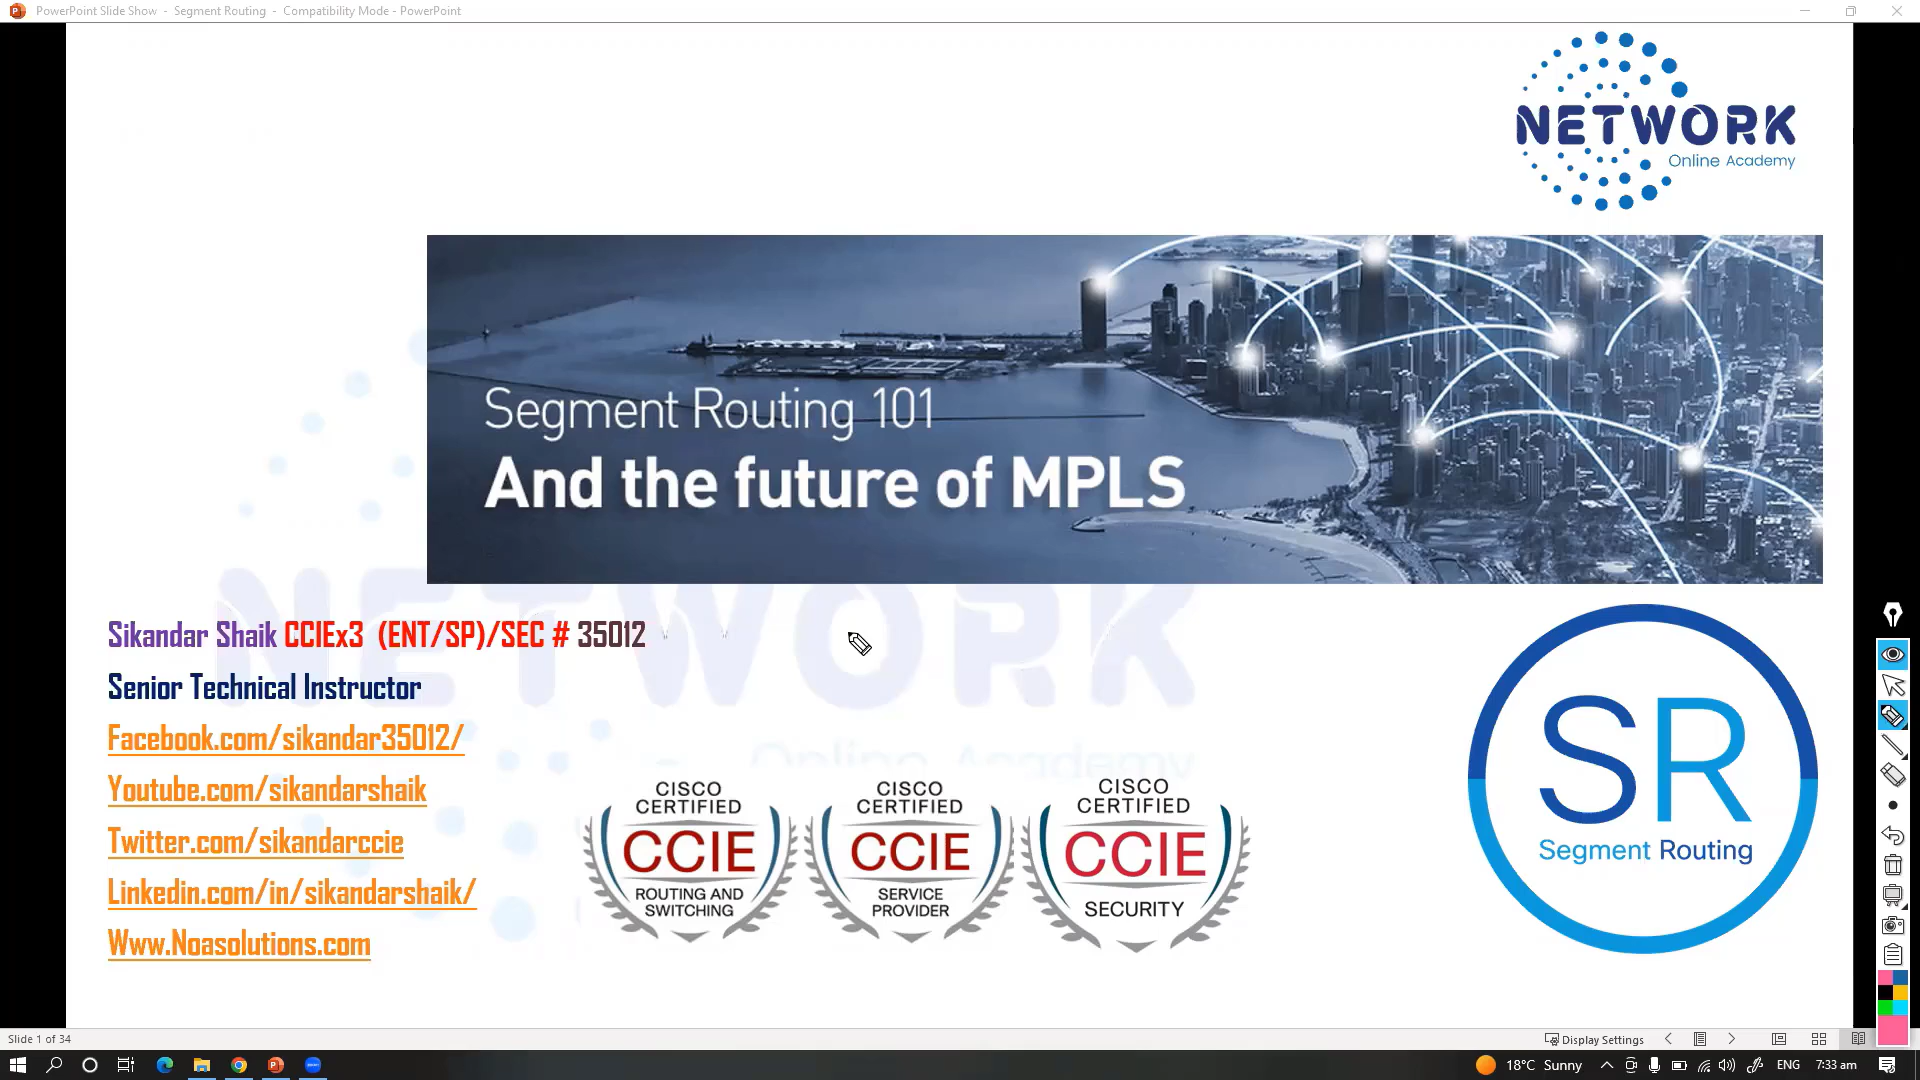 PowerPoint Slide Show - Segment Routing - Compatibility Mode - PowerPoint
NETWORK
Online Academy
Segment Routing 101
And the future of MPLS
NETWORK
Online Academy
Sikandar Shaik CCIEx3 (ENT/SP)/SEC # 35012
Senior Technical Instructor
Facebook.com/sikandar35012/
Youtube.com/sikandarshaik
Twitter.com/sikandarccie
Linkedin.com/in/sikandarshaik/
Www.Noasolutions.com
CISCO
CERTIFIED
CCIE
ROUTING AND
SWITCHING
CISCO
CERTIFIED
CCIE
SERVICE
PROVIDER
CISCO
CERTIFIED
CCIE
SECURITY
SR
Segment Routing
Slide 1 of 34
Display Settings
18°C Sunny
ENG
7:33 am